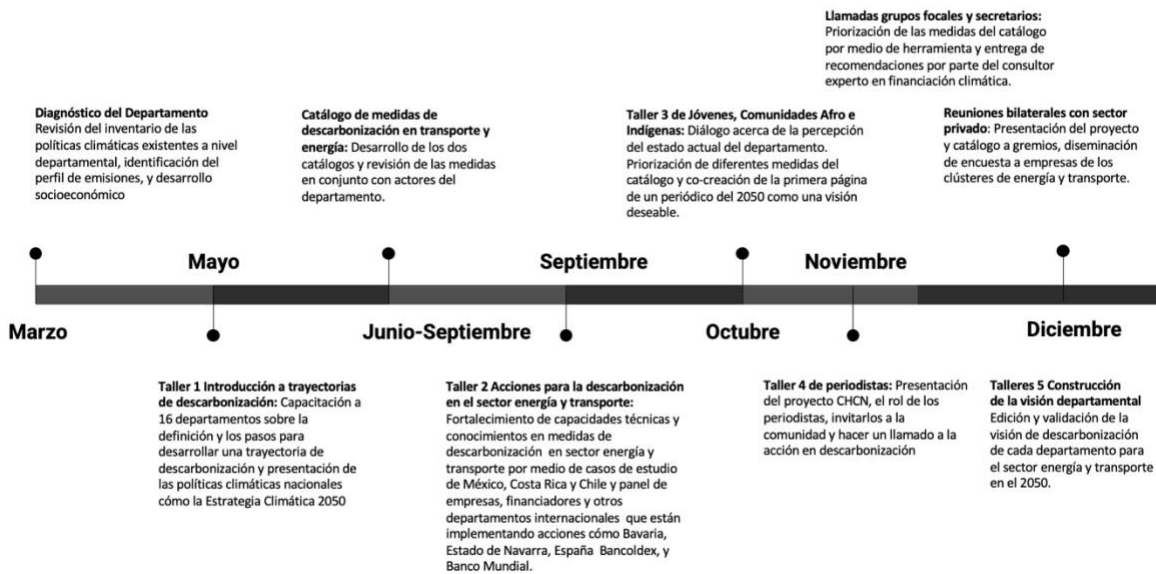 Llamadas grupos focales y secretarios:
Priorización de las medidas del catálogo
por medio de herramienta y entrega de
recomendaciones por parte del consultor
experto en financiación climática.
Diagnóstico del Departamento
Revisión del inventario de las
políticas climáticas existentes a nivel
departamental, identificación del
perfil de emisiones, y desarrollo
socioeconómico
Catálogo de medidas de
descarbonización en transporte y
energía: Desarrollo de los dos
catálogos y revisión de las medidas
en conjunto con actores del
departamento.
Taller 3 de Jóvenes, Comunidades Afro e
Indígenas: Diálogo acerca de la percepción
del estado actual del departamento.
Priorización de diferentes medidas del
catálogo y co-creación de la primera página
de un periódico del 2050 como una visión
deseable.
Reuniones bilaterales con sector
privado: Presentación del proyecto
y catálogo a gremios, diseminación
de encuesta a empresas de los
clústeres de energía y transporte.
Mayo
Septiembre
Noviembre
Marzo
Junio-Septiembre
Octubre
Diciembre
Taller 1 Introducción a trayectorias
de descarbonización: Capacitación a
16 departamentos sobre la
definición y los pasos para
desarrollar una trayectoria de
descarbonización y presentación de
las políticas climáticas nacionales
cómo la Estrategia Climática 2050
Taller 2 Acciones para la descarbonización
en el sector energía y transporte:
Fortalecimiento de capacidades técnicas y
conocimientos en medidas de
descarbonización en sector energía y
transporte por medio de casos de estudio
de México, Costa Rica y Chile y panel de
empresas, financiadores y otros
departamentos internacionales que están
implementando acciones cómo Bavaria,
Estado de Navarra, España Bancoldex, y
Banco Mundial.
Taller 4 de periodistas: Presentación
del proyecto CHCN, el rol de los
periodistas, invitarlos a la
comunidad y hacer un llamado a la
acción en descarbonización
Talleres 5 Construcción
de la visión departamental
Edición y validación de la
visión de descarbonización
de cada departamento para
el sector energía y transporte
en el 2050.